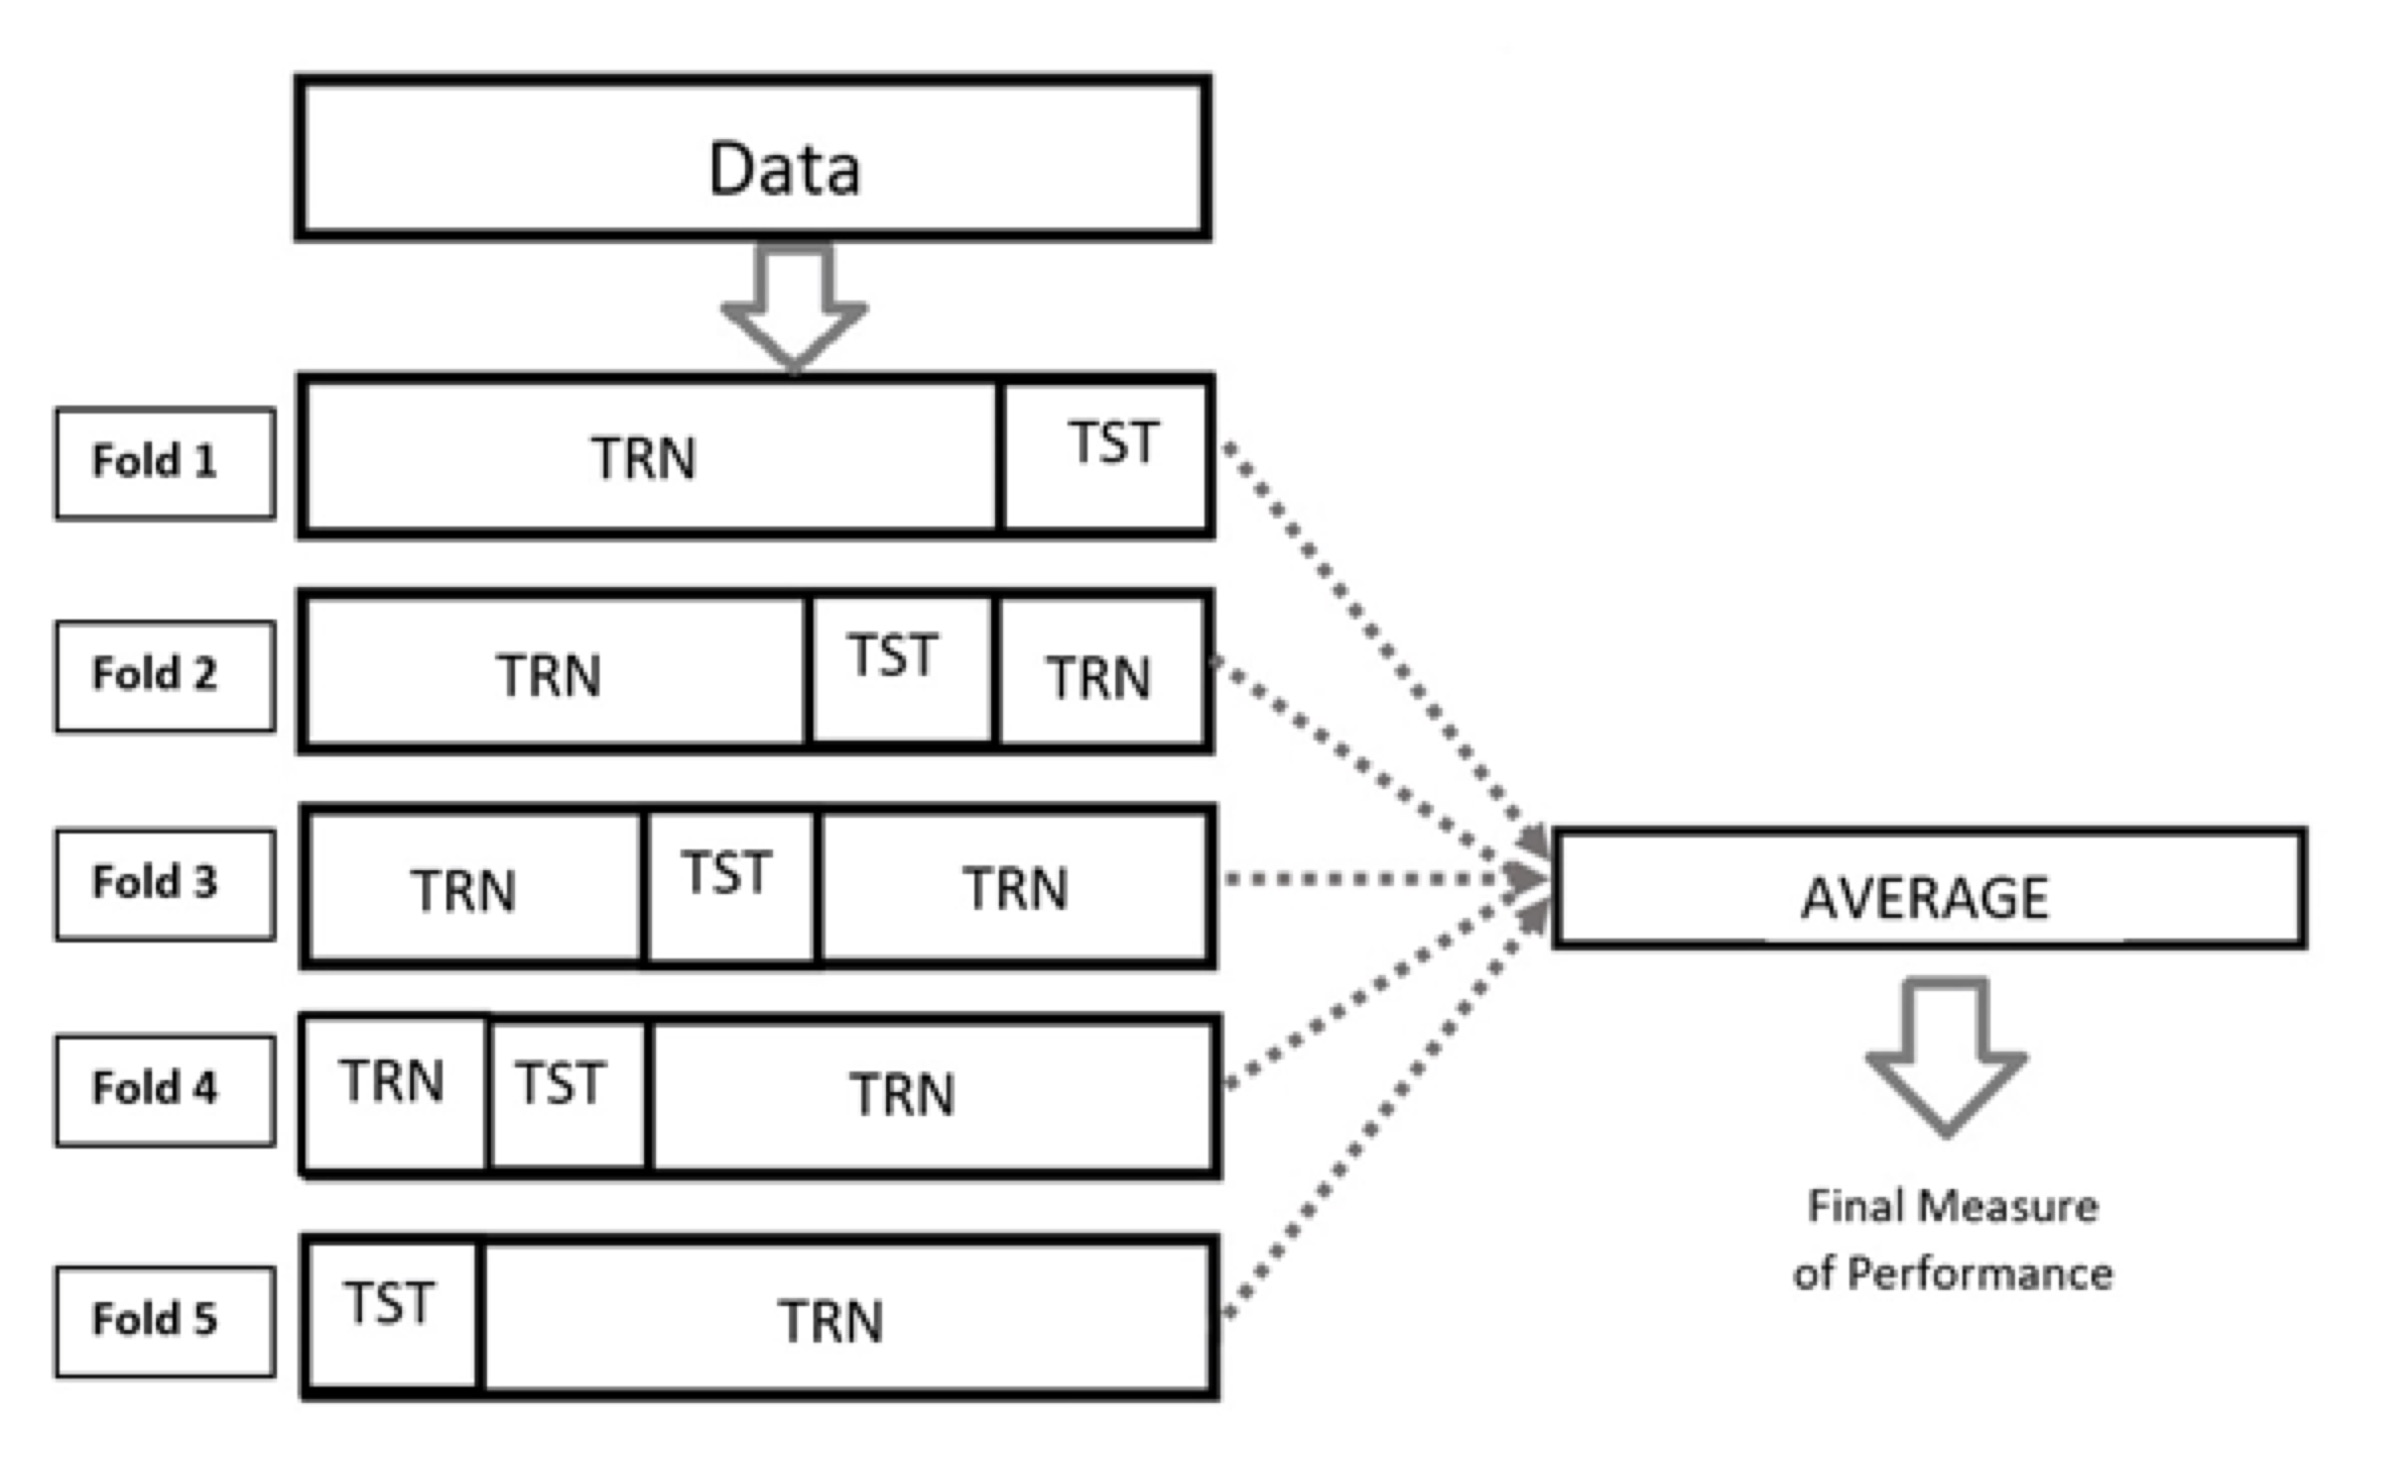 Data
Fold 1
TRN
TST
Fold 2
TRN
TST
TRN
Fold 3
TRN
TST
TRN
AVERAGE
Fold 4
TRN
TST
TRN
Fold 5
TST
TRN
Final Measure
of Performance